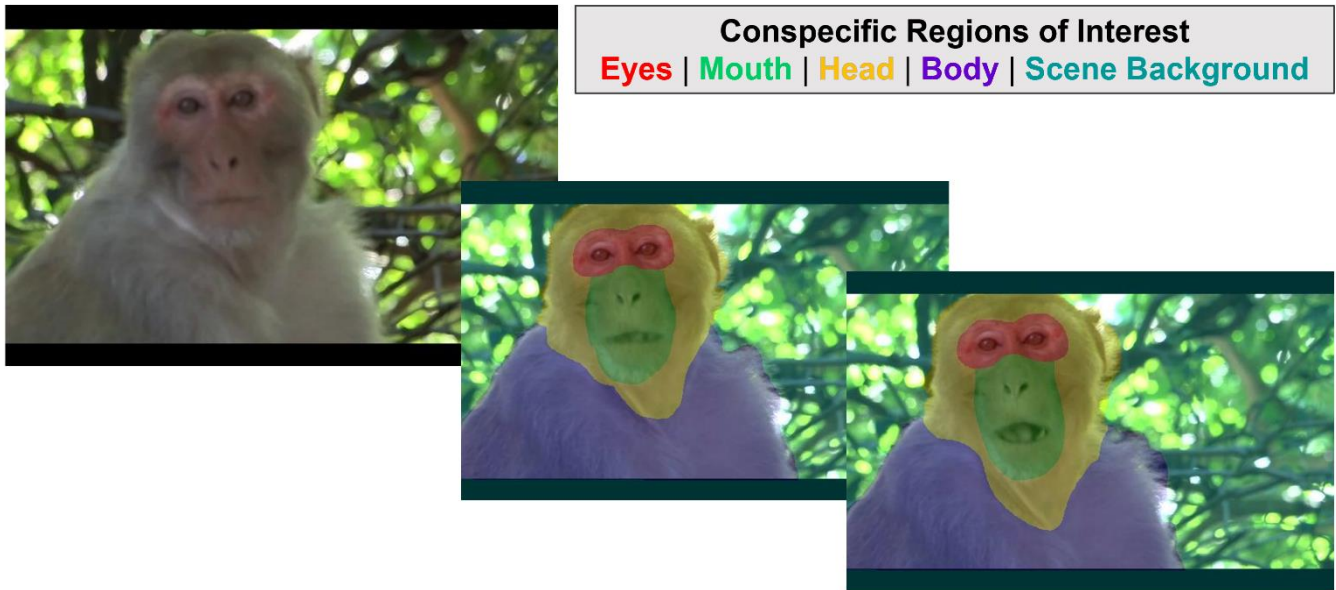 Conspecific Regions of Interest
Eyes | Mouth | Head | Body | Scene Background